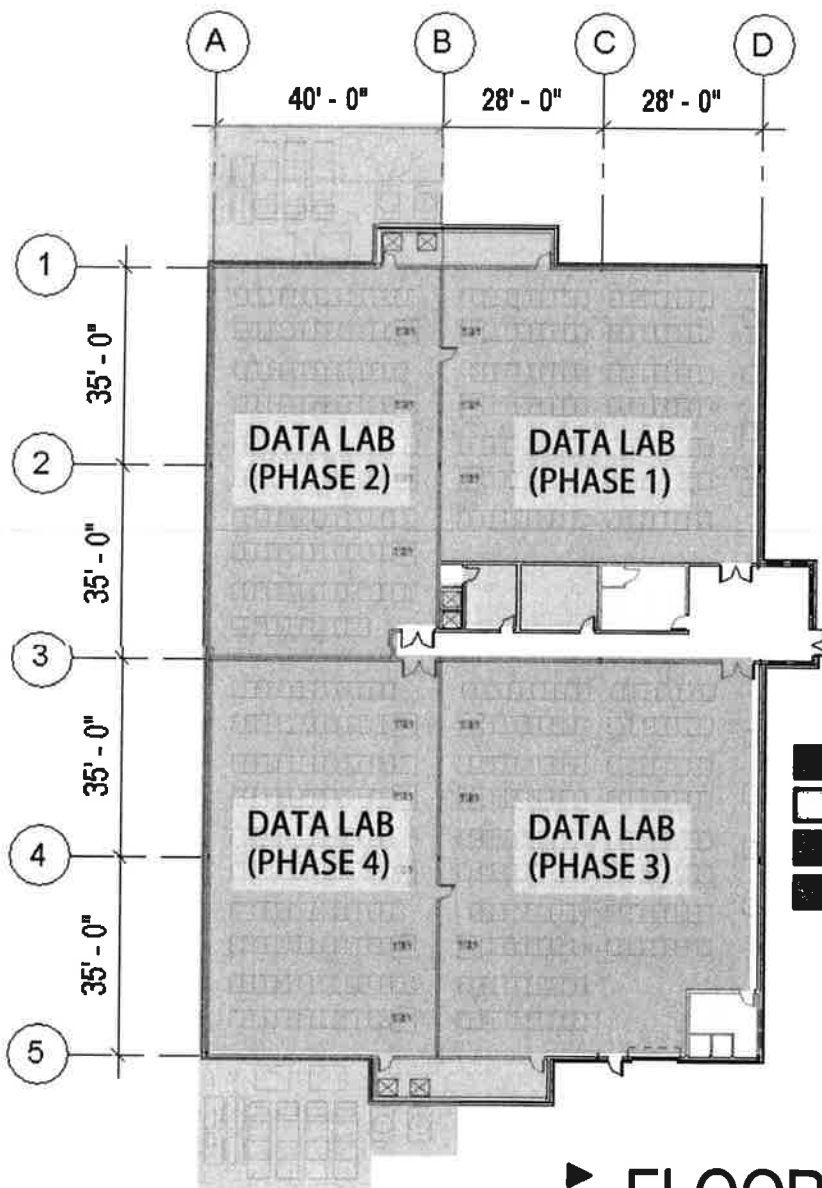 A
B
C
D
40' - 0"
28' - 0"
28' - 0"
1
35' - 0"
2
DATA LAB
(PHASE 2)
DATA LAB
(PHASE 1)
35' - 0"
3
35' - 0"
DATA LAB
(PHASE 4)
DATA LAB
(PHASE 3)
4
35' - 0"
5
FLOOR